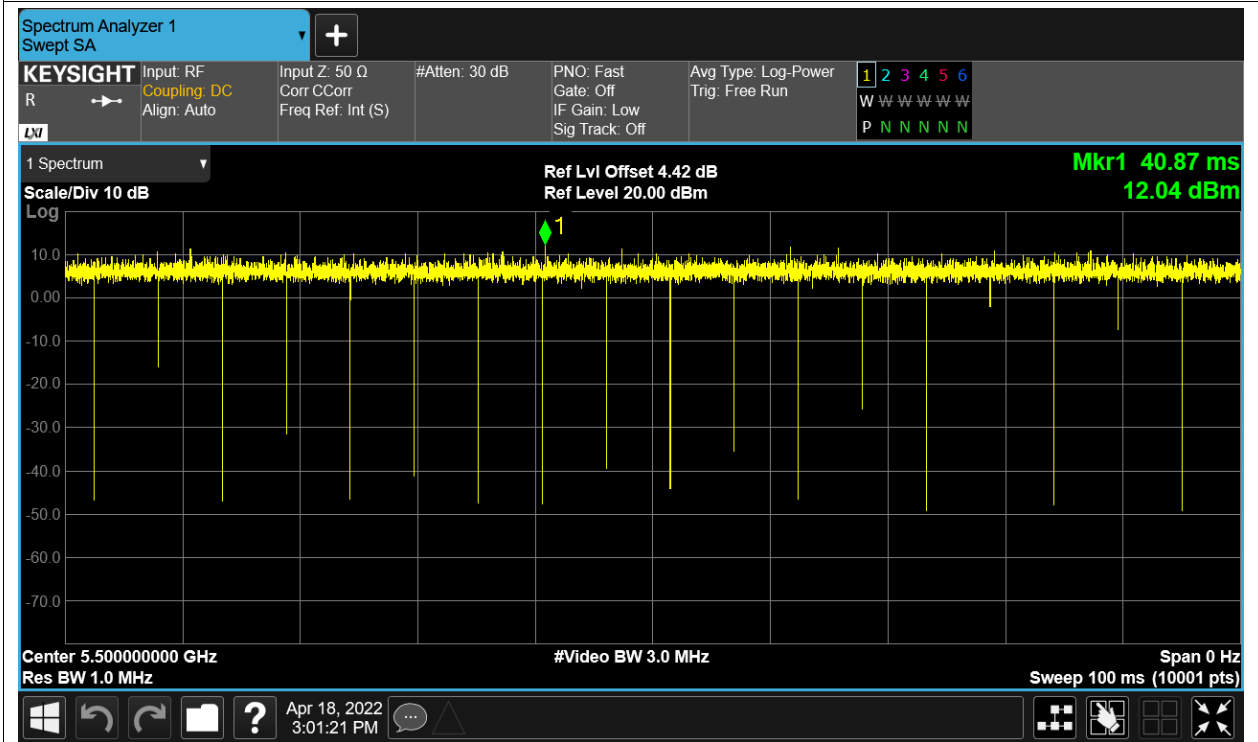 Spectrum Analyzer 1
Swept SA
+
KEYSIGHT Input: RF Input Z: 50 Ω #Atten: 30 dB PNO: Fast Avg Type: Log-Power 1 2 3 4 5 6
R Coupling: DC Corr CCorr Gate: Off Trig: Free Run W W W W W W
Align: Auto Freq Ref: Int (S) IF Gain: Low
LXI Sig Track: Off P N N N N N
1 Spectrum Ref Lvl Offset 4.42 dB Mkr1 40.87 ms
Scale/Div 10 dB Ref Level 20.00 dBm 12.04 dBm
Log
1
10.0
0.00
-10.0
-20.0
-30.0
-40.0
-50.0
-60.0
-70.0
Center 5.500000000 GHz #Video BW 3.0 MHz Span 0 Hz
Res BW 1.0 MHz Sweep 100 ms (10001 pts)
? Apr 18, 2022
3:01:21 PM